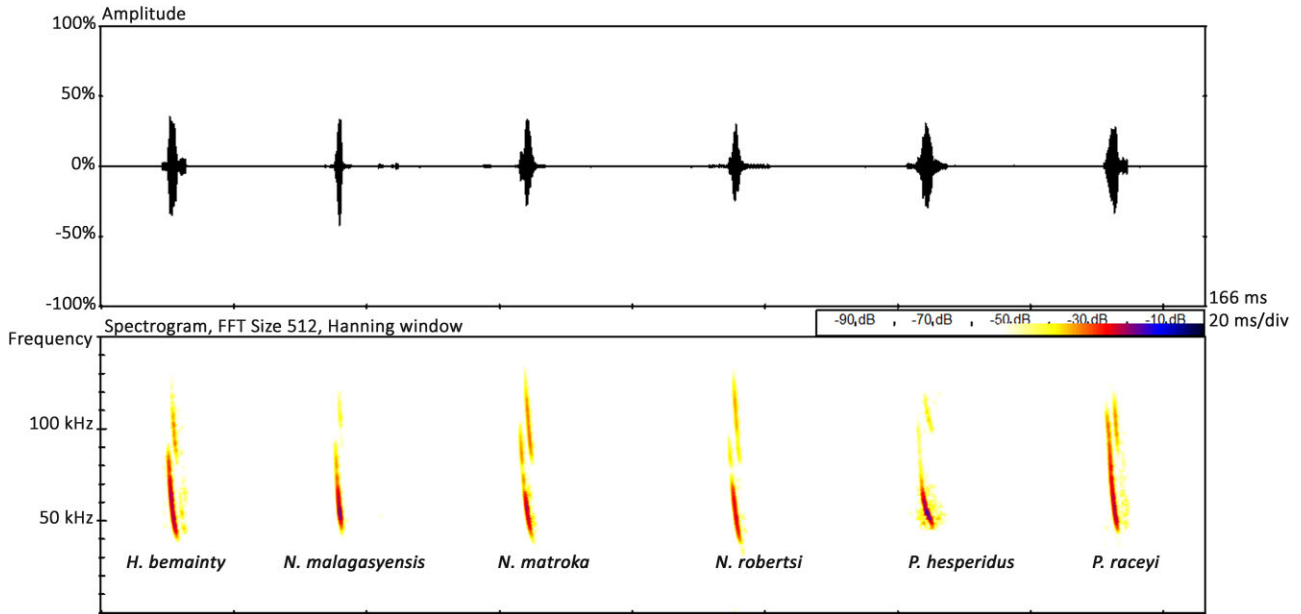 Amplitude
100%
50%
0%
-50%
-100%
166 ms
Spectrogram, FFT Size 512, Hanning window
-90 dB -70 dB -50 dB -30 dB -10 dB
20 ms/div
Frequency
100 kHz
50 kHz
H. bemainty N. malagasyensis N. matroka N. robertsi P. hesperidus P. raceyi